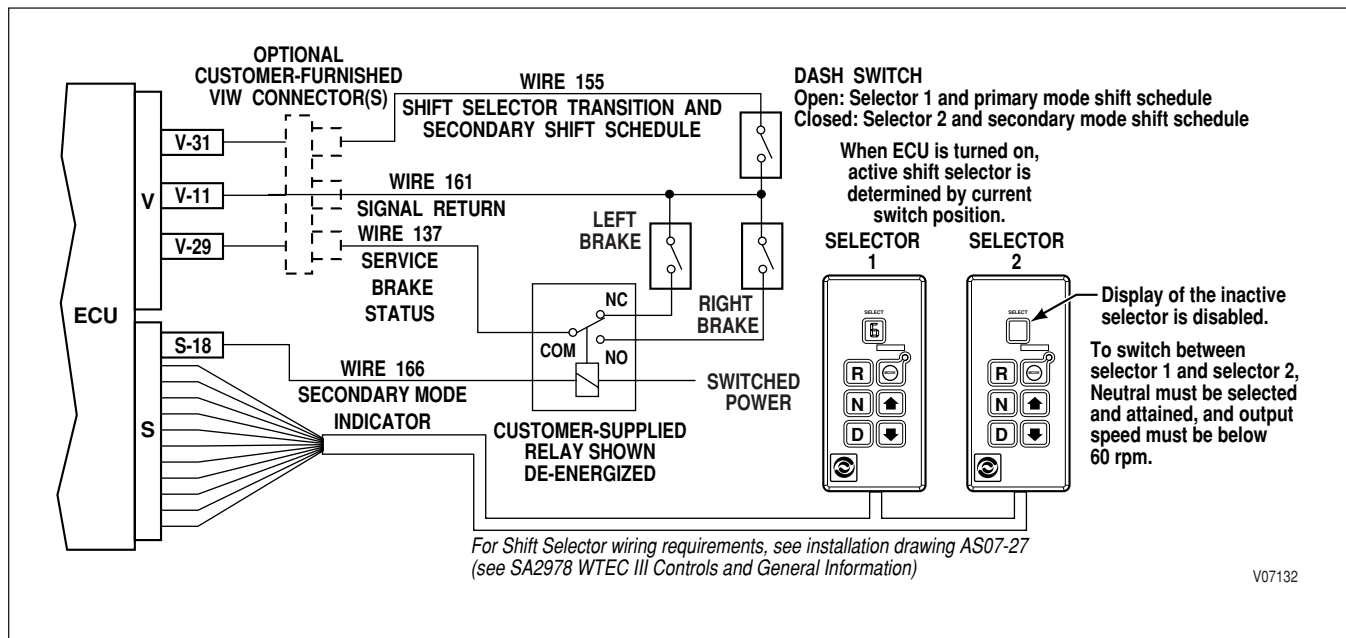 OPTIONAL
CUSTOMER-FURNISHED
VIW CONNECTOR(S)
WIRE 155
SHIFT SELECTOR TRANSITION AND
SECONDARY SHIFT SCHEDULE
DASH SWITCH
Open: Selector 1 and primary mode shift schedule
Closed: Selector 2 and secondary mode shift schedule
When ECU is turned on,
active shift selector is
determined by current
switch position.
V-31
V-11
V-29
V
WIRE 161
SIGNAL RETURN
WIRE 137
SERVICE
BRAKE
STATUS
LEFT
BRAKE
RIGHT
BRAKE
NC
COM
NO
ECU
S-18
S
WIRE 166
SECONDARY MODE
INDICATOR
SWITCHED
POWER
CUSTOMER-SUPPLIED
RELAY SHOWN
DE-ENERGIZED
SELECTOR
1
SELECT
6
R
MODE
N
D
SELECTOR
2
SELECT
R
MODE
N
D
Display of the inactive
selector is disabled.
To switch between
selector 1 and selector 2,
Neutral must be selected
and attained, and output
speed must be below
60 rpm.
For Shift Selector wiring requirements, see installation drawing AS07-27
(see SA2978 WTEC III Controls and General Information)
V07132